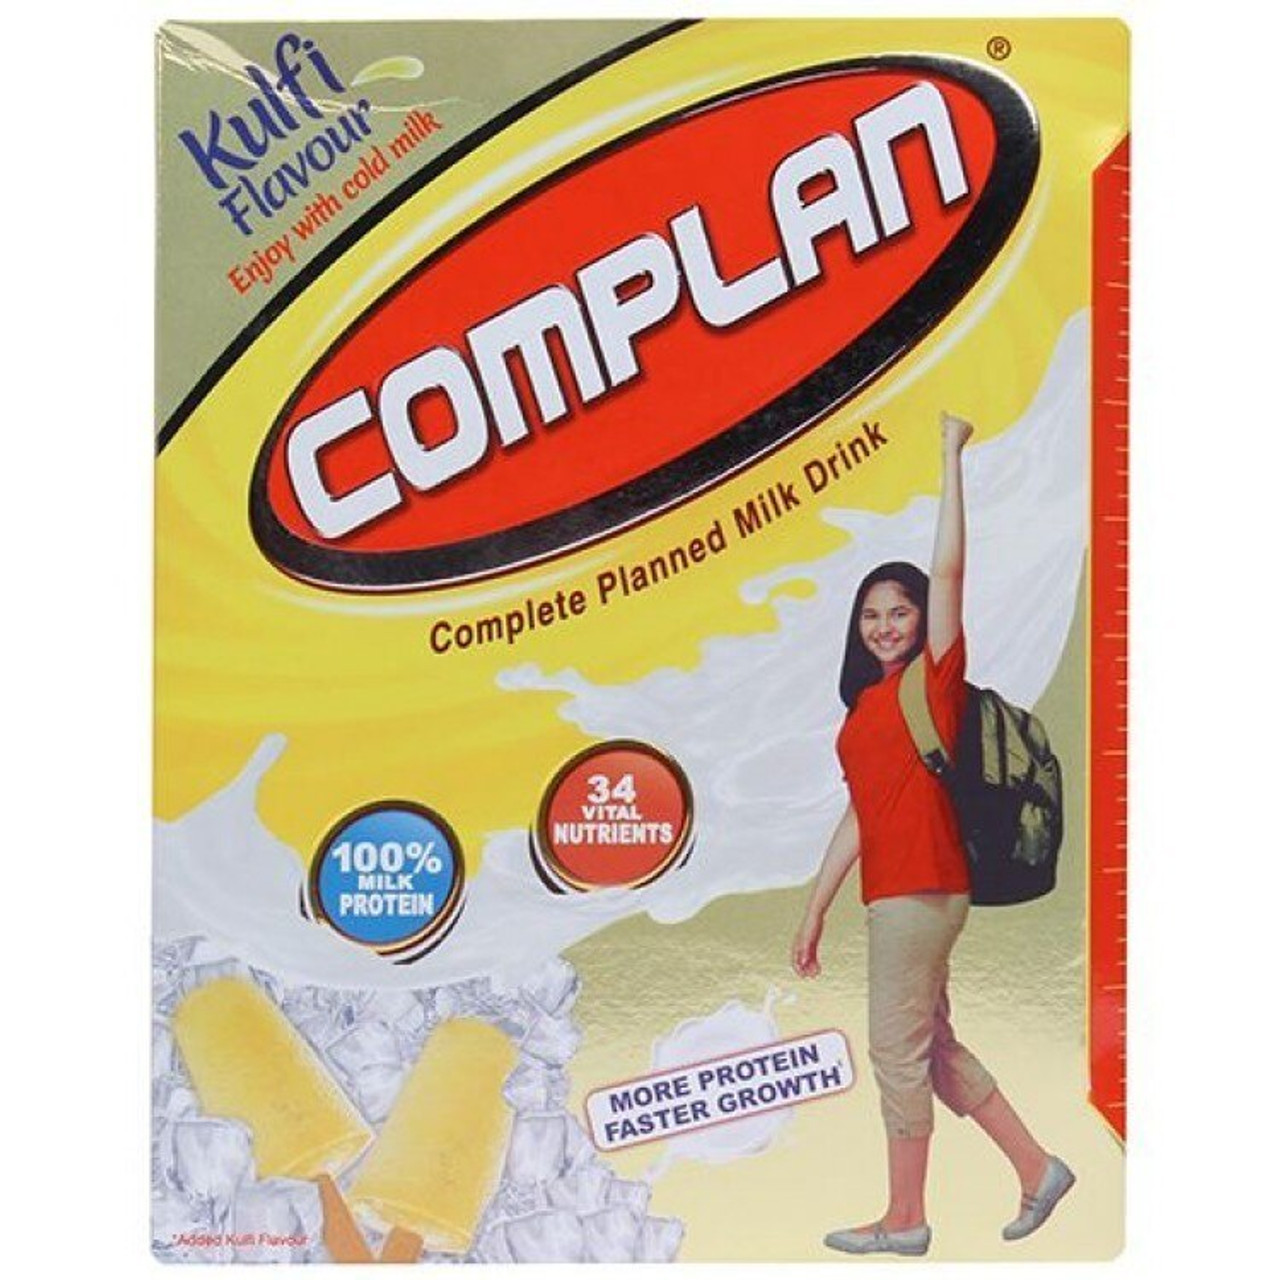 Kulfi
Flavour
Enjoy with cold milk
®
COMPLAN
Complete Planned Milk Drink
34
VITAL
NUTRIENTS
100%
MILK
PROTEIN
MORE PROTEIN
FASTER GROWTH
*Added Kulfi Flavour